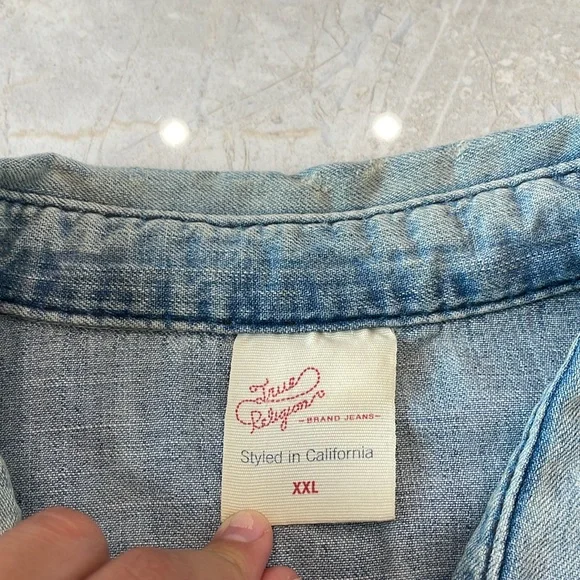 True
Religion
-BRAND JEANS-
Styled in California
XXL